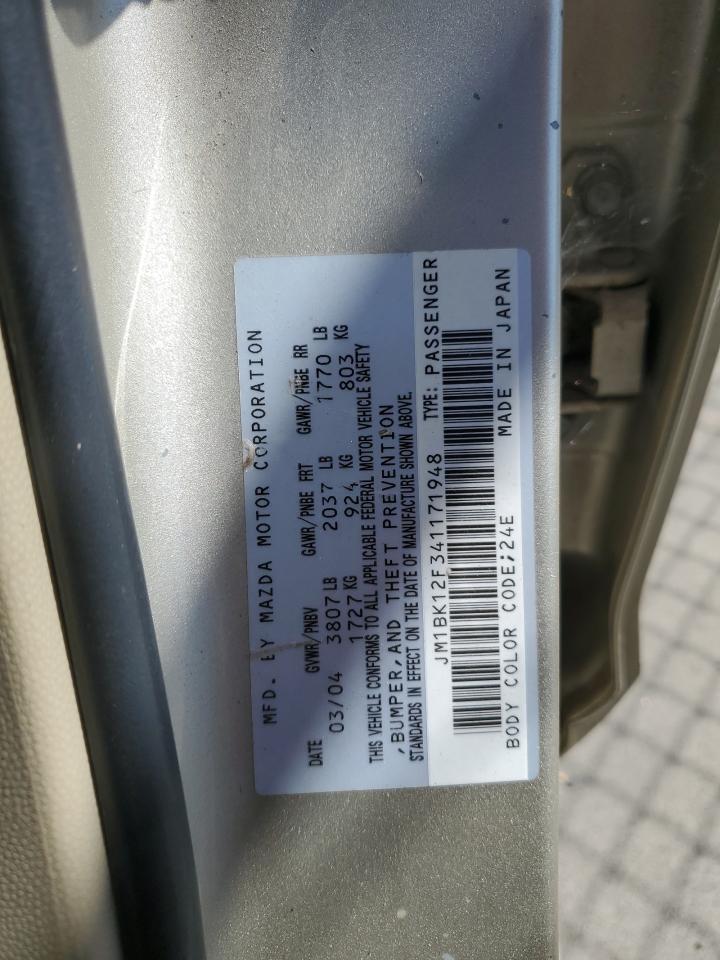 MFD. BY MAZDA MOTOR CORPORATION
DATE GVWR/PNBV GAWR/PNBE FRT GAWR/PNBE RR
03/04 3807 LB 2037 LB 1770 LB
1727 KG 924 KG 803 KG
THIS VEHICLE CONFORMS TO ALL APPLICABLE FEDERAL MOTOR VEHICLE SAFETY
,BUMPER,AND THEFT PREVENTION
STANDARDS IN EFFECT ON THE DATE OF MANUFACTURE SHOWN ABOVE.
JM1BK12F341171948 TYPE: PASSENGER
BODY COLOR CODE;24E MADE IN JAPAN